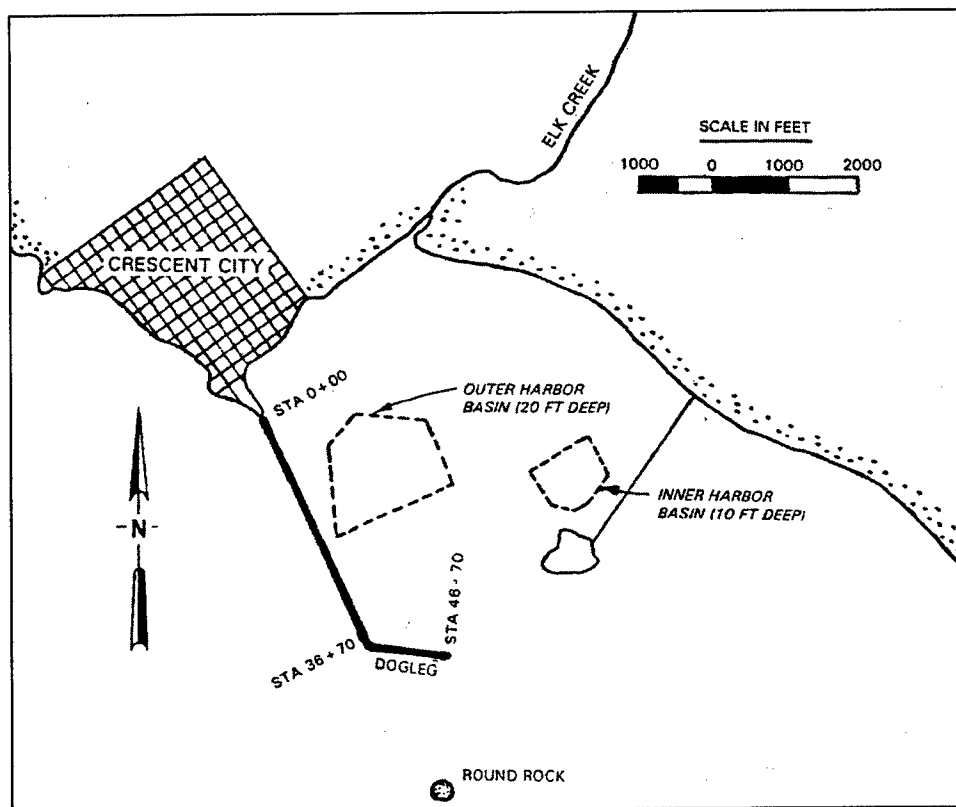 ELK CREEK
SCALE IN FEET
1000 0 1000 2000
CRESCENT CITY
STA 0+00
OUTER HARBOR
BASIN (20 FT DEEP)
INNER HARBOR
BASIN (10 FT DEEP)
N
STA 46-70
STA 36+70
DOGLEG
ROUND ROCK